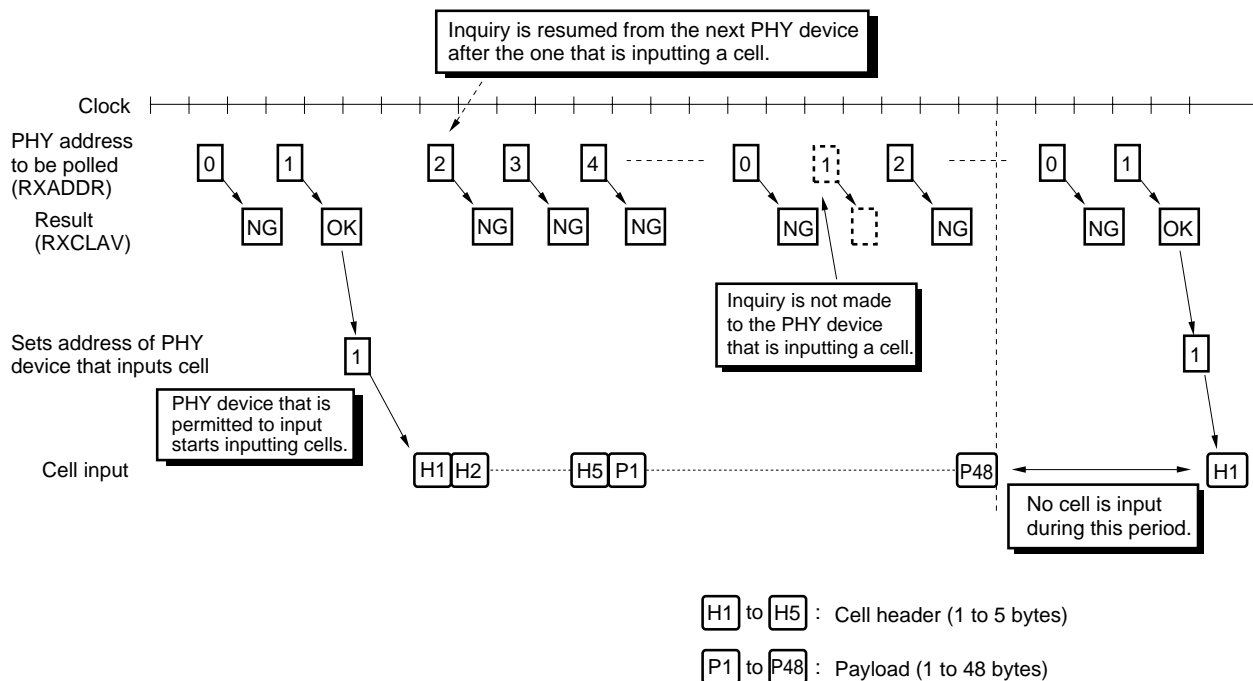 Inquiry is resumed from the next PHY device
after the one that is inputting a cell.
Clock
PHY address
to be polled
(RXADDR)
0 1 2 3 4 0 1 2 0 1
Result
(RXCLAV)
NG OK NG NG NG NG NG NG OK
Inquiry is not made
to the PHY device
that is inputting a cell.
Sets address of PHY
device that inputs cell
1 1
PHY device that is
permitted to input
starts inputting cells.
Cell input
H1 H2 H5 P1 P48 H1
No cell is input
during this period.
H1 to H5 : Cell header (1 to 5 bytes)
P1 to P48 : Payload (1 to 48 bytes)